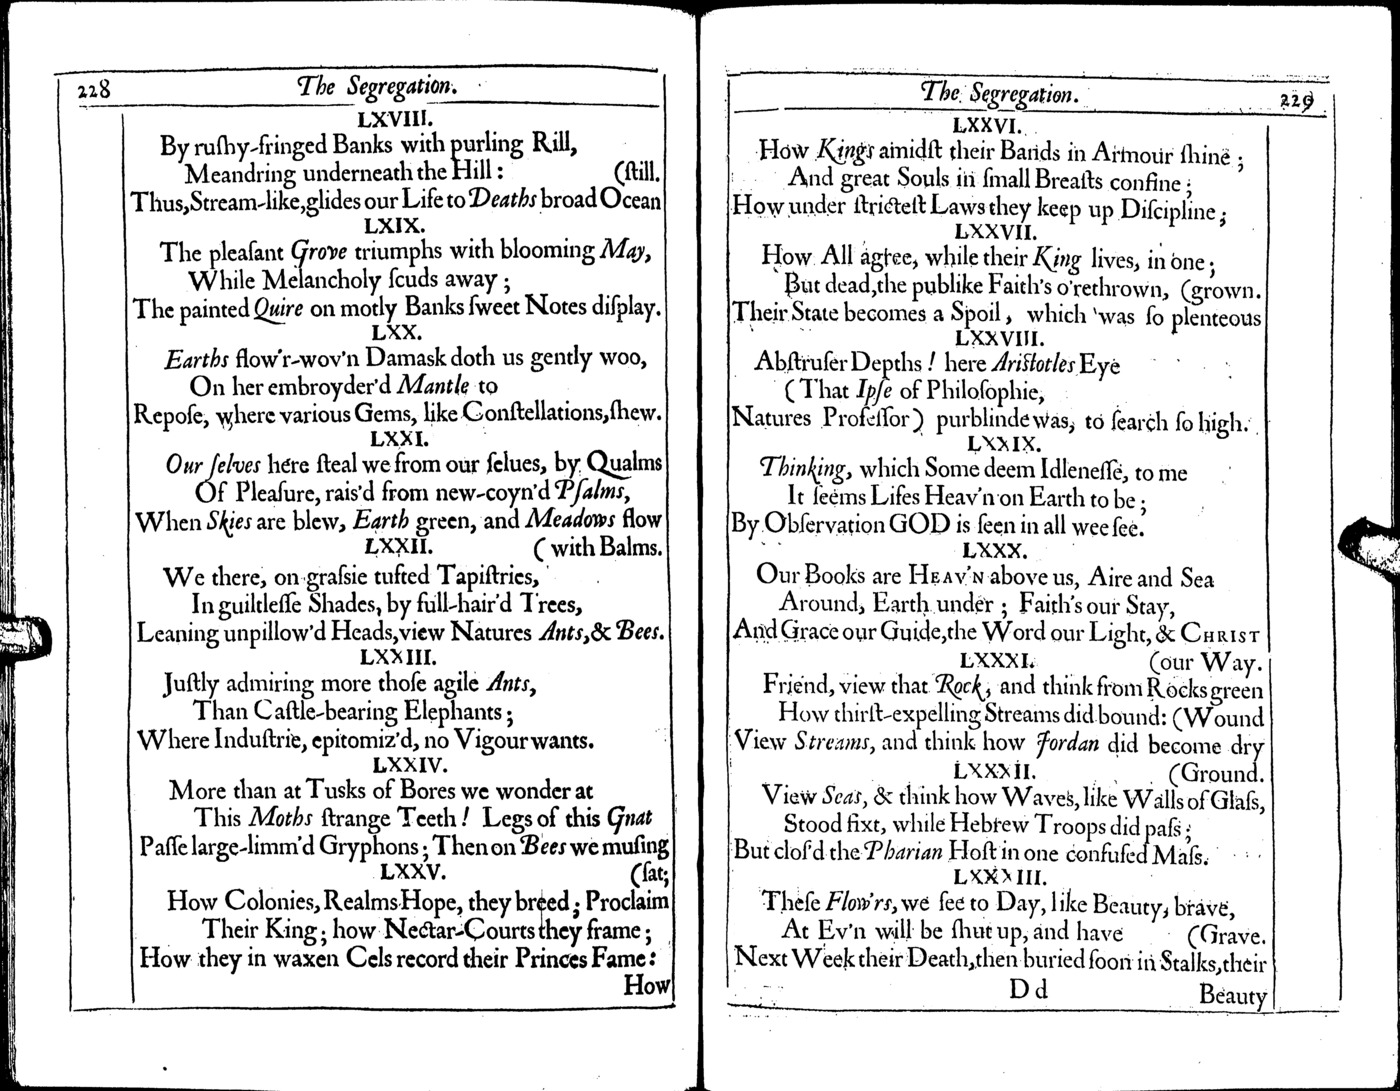 228 The Segregation.
LXVIII.
By ruſhy-fringed Banks with purling Rill,
Meandring underneath the Hill: (ſtill.
Thus,Stream-like,glides our Life to Deaths broad Ocean
LXIX.
The pleaſant Grove triumphs with blooming May,
While Melancholy ſcuds away;
The painted Quire on motly Banks ſweet Notes diſplay.
LXX.
Earths flow'r-wov'n Damask doth us gently woo,
On her embroyder'd Mantle to
Repoſe, where various Gems, like Conſtellations,ſhew.
LXXI.
Our ſelves here ſteal we from our ſelues, by Qualms
Of Pleaſure, rais'd from new-coyn'd Pſalms,
When Skies are blew, Earth green, and Meadows flow
LXXII. (with Balms.
We there, on graſsie tufted Tapiſtries,
In guiltleſſe Shades, by full-hair'd Trees,
Leaning unpillow'd Heads,view Natures Ants,& Bees.
LXXIII.
Juſtly admiring more thoſe agile Ants,
Than Caſtle-bearing Elephants;
Where Induſtrie, epitomiz'd, no Vigour wants.
LXXIV.
More than at Tusks of Bores we wonder at
This Moths ſtrange Teeth! Legs of this Gnat
Paſſe large-limm'd Gryphons; Then on Bees we muſing
LXXV. (ſat;
How Colonies, Realms Hope, they breed; Proclaim
Their King; how Nectar-Courts they frame;
How they in waxen Cels record their Princes Fame:
How
The Segregation. 229
LXXVI.
How Kings amidſt their Bands in Armour ſhine;
And great Souls in ſmall Breaſts confine;
How under ſtricteſt Laws they keep up Diſcipline;
LXXVII.
How All agree, while their King lives, in one;
But dead,the publike Faith's o'rethrown, (grown.
Their State becomes a Spoil, which 'was ſo plenteous
LXXVIII.
Abſtruſer Depths! here Ariſtotles Eye
(That Ipſe of Philoſophie,
Natures Profeſſor) purblinde was, to ſearch ſo high.
LXXIX.
Thinking, which Some deem Idleneſſe, to me
It ſeems Lifes Heav'n on Earth to be;
By Obſervation GOD is ſeen in all wee ſee.
LXXX.
Our Books are HEAV'N above us, Aire and Sea
Around, Earth under; Faith's our Stay,
And Grace our Guide,the Word our Light, & CHRIST
LXXXI. (our Way.
Friend, view that Rock, and think from Rocks green
How thirſt-expelling Streams did bound: (Wound
View Streams, and think how Jordan did become dry
LXXXII. (Ground.
View Seas, & think how Waves, like Walls of Glaſs,
Stood fixt, while Hebrew Troops did paſs;
But clos'd the Pharian Hoſt in one confuſed Maſs.
LXXXIII.
Theſe Flow'rs, we ſee to Day, like Beauty, brave,
At Ev'n will be ſhut up, and have (Grave.
Next Week their Death,then buried ſoon in Stalks,their
D d Beauty